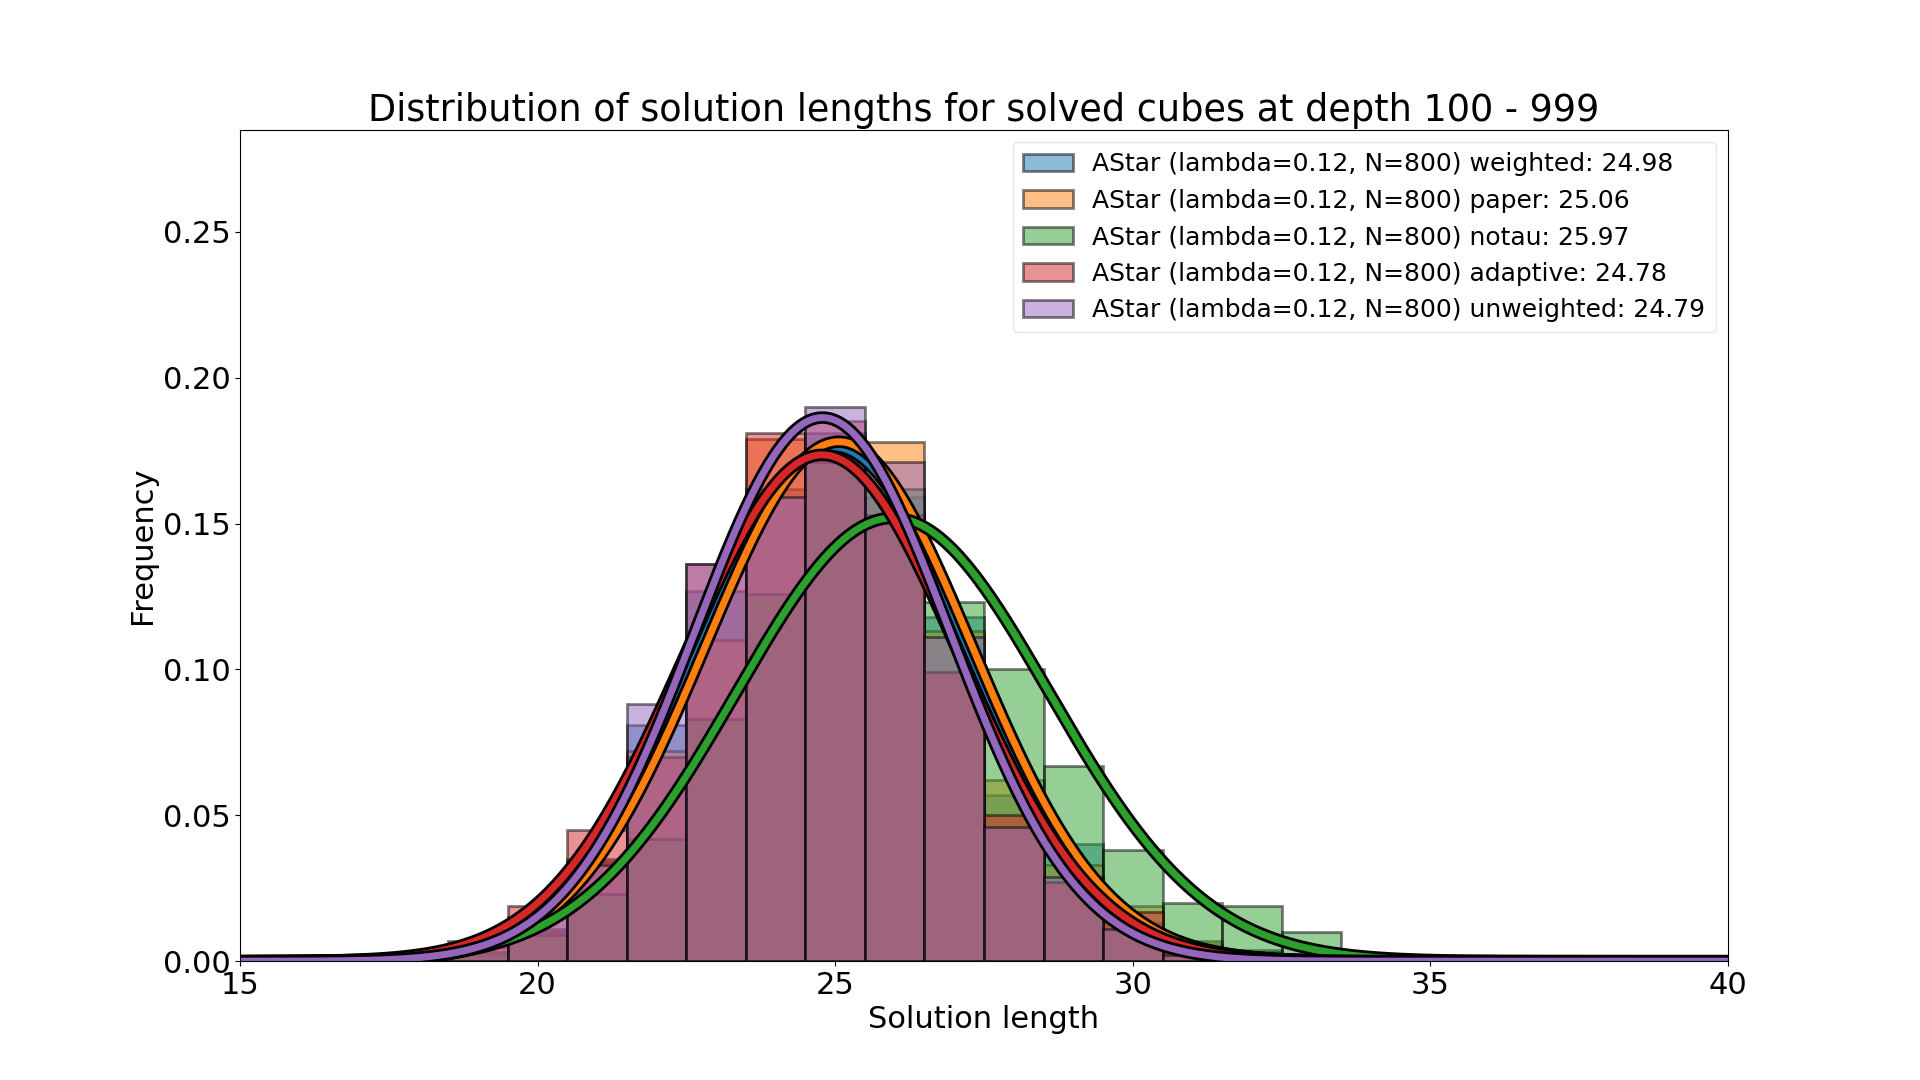 Distribution of solution lengths for solved cubes at depth 100 - 999
AStar (lambda=0.12, N=800) weighted: 24.98
AStar (lambda=0.12, N=800) paper: 25.06
AStar (lambda=0.12, N=800) notau: 25.97
AStar (lambda=0.12, N=800) adaptive: 24.78
AStar (lambda=0.12, N=800) unweighted: 24.79
Frequency
0.25
0.20
0.15
0.10
0.05
0.00
15 20 25 30 35 40
Solution length